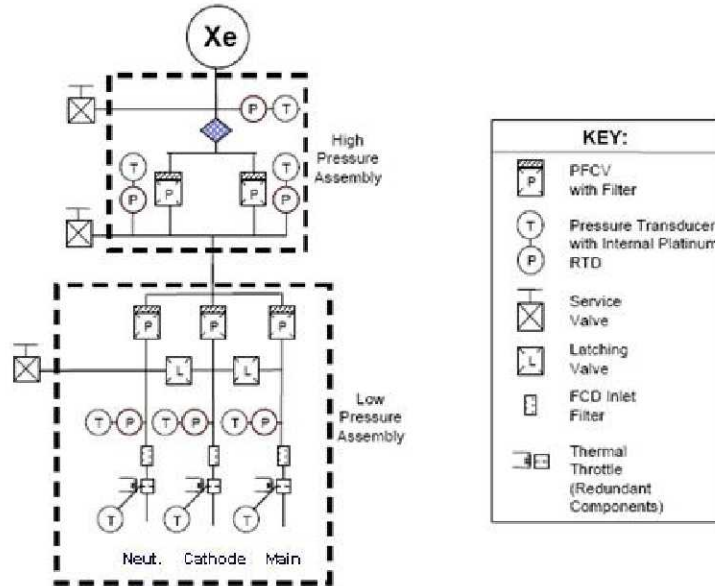 Xe
P T
High
Pressure
Assembly
T T
P P P P
P P P
L L
Low
Pressure
Assembly
T P T P T P
T T T
Neut. Cathode Main
KEY:
P
PFCV
with Filter
T
P
Pressure Transducer
with Internal Platinum
RTD
Service
Valve
L
Latching
Valve
FCD Inlet
Filter
Thermal
Throttle
(Redundant
Components)